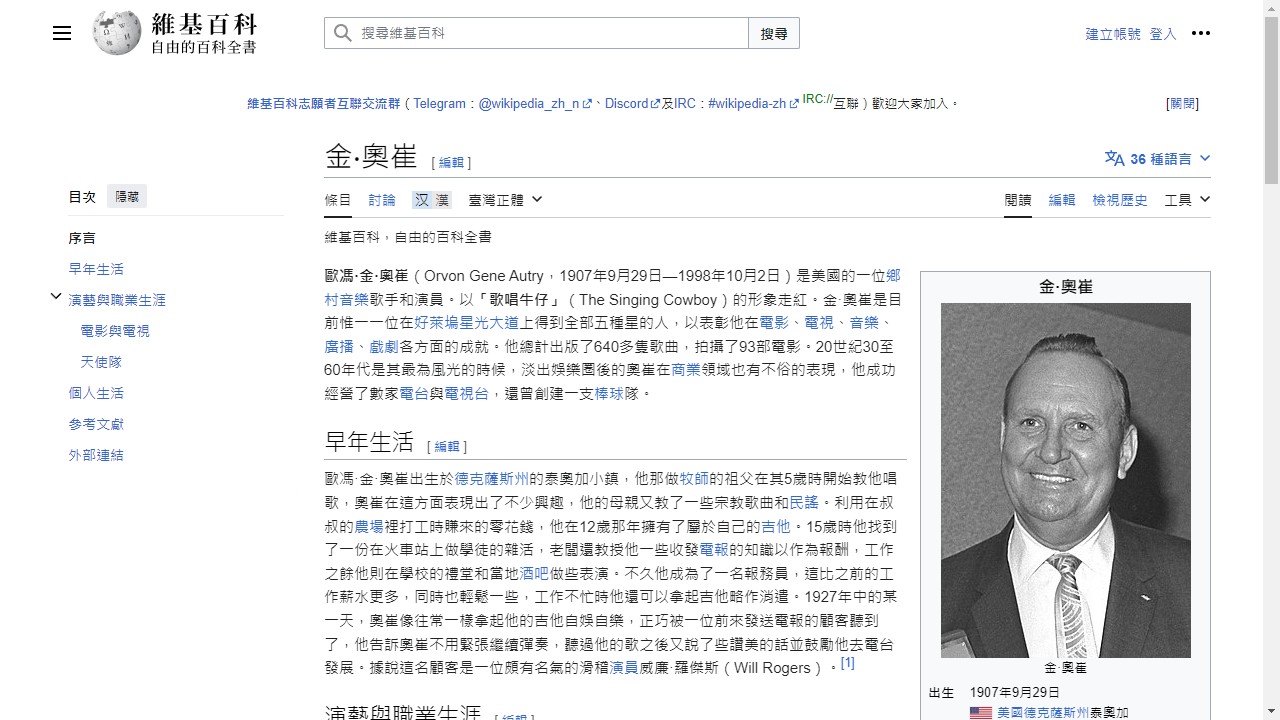 維基百科
自由的百科全書
搜尋維基百科
搜尋
建立帳號 登入
維基百科志願者互聯交流群（Telegram：@wikipedia_zh_n、Discord及IRC：#wikipedia-zh IRC://互聯）歡迎大家加入。
[關閉]
目次 隱藏
序言
早年生活
演藝與職業生涯
電影與電視
天使隊
個人生活
參考文獻
外部連結
金·奧崔 [編輯]
36 種語言
條目 討論 汉 漢 臺灣正體
閱讀 編輯 檢視歷史 工具
維基百科，自由的百科全書
歐馮·金·奧崔（Orvon Gene Autry，1907年9月29日—1998年10月2日）是美國的一位鄉
村音樂歌手和演員。以「歌唱牛仔」（The Singing Cowboy）的形象走紅。金·奧崔是目
前惟一一位在好萊塢星光大道上得到全部五種星的人，以表彰他在電影、電視、音樂、
廣播、戲劇各方面的成就。他總計出版了640多隻歌曲，拍攝了93部電影。20世紀30至
60年代是其最為風光的時候，淡出娛樂圈後的奧崔在商業領域也有不俗的表現，他成功
經營了數家電台與電視台，還曾創建一支棒球隊。
早年生活 [編輯]
歐馮·金·奧崔出生於德克薩斯州的泰奧加小鎮，他那做牧師的祖父在其5歲時開始教他唱
歌，奧崔在這方面表現出了不少興趣，他的母親又教了一些宗教歌曲和民謠。利用在叔
叔的農場裡打工時賺來的零花錢，他在12歲那年擁有了屬於自己的吉他。15歲時他找到
了一份在火車站上做學徒的雜活，老闆還教授他一些收發電報的知識以作為報酬，工作
之餘他則在學校的禮堂和當地酒吧做些表演。不久他成為了一名報務員，這比之前的工
作薪水更多，同時也輕鬆一些，工作不忙時他還可以拿起吉他略作消遣。1927年中的某
一天，奧崔像往常一樣拿起他的吉他自娛自樂，正巧被一位前來發送電報的顧客聽到
了，他告訴奧崔不用緊張繼續彈奏，聽過他的歌之後又說了些讚美的話並鼓勵他去電台
發展。據說這名顧客是一位頗有名氣的滑稽演員威廉·羅傑斯（Will Rogers）。[1]
演藝與職業生涯 [編輯]
金·奧崔
金·奧崔
出生 1907年9月29日
美國德克薩斯州泰奧加